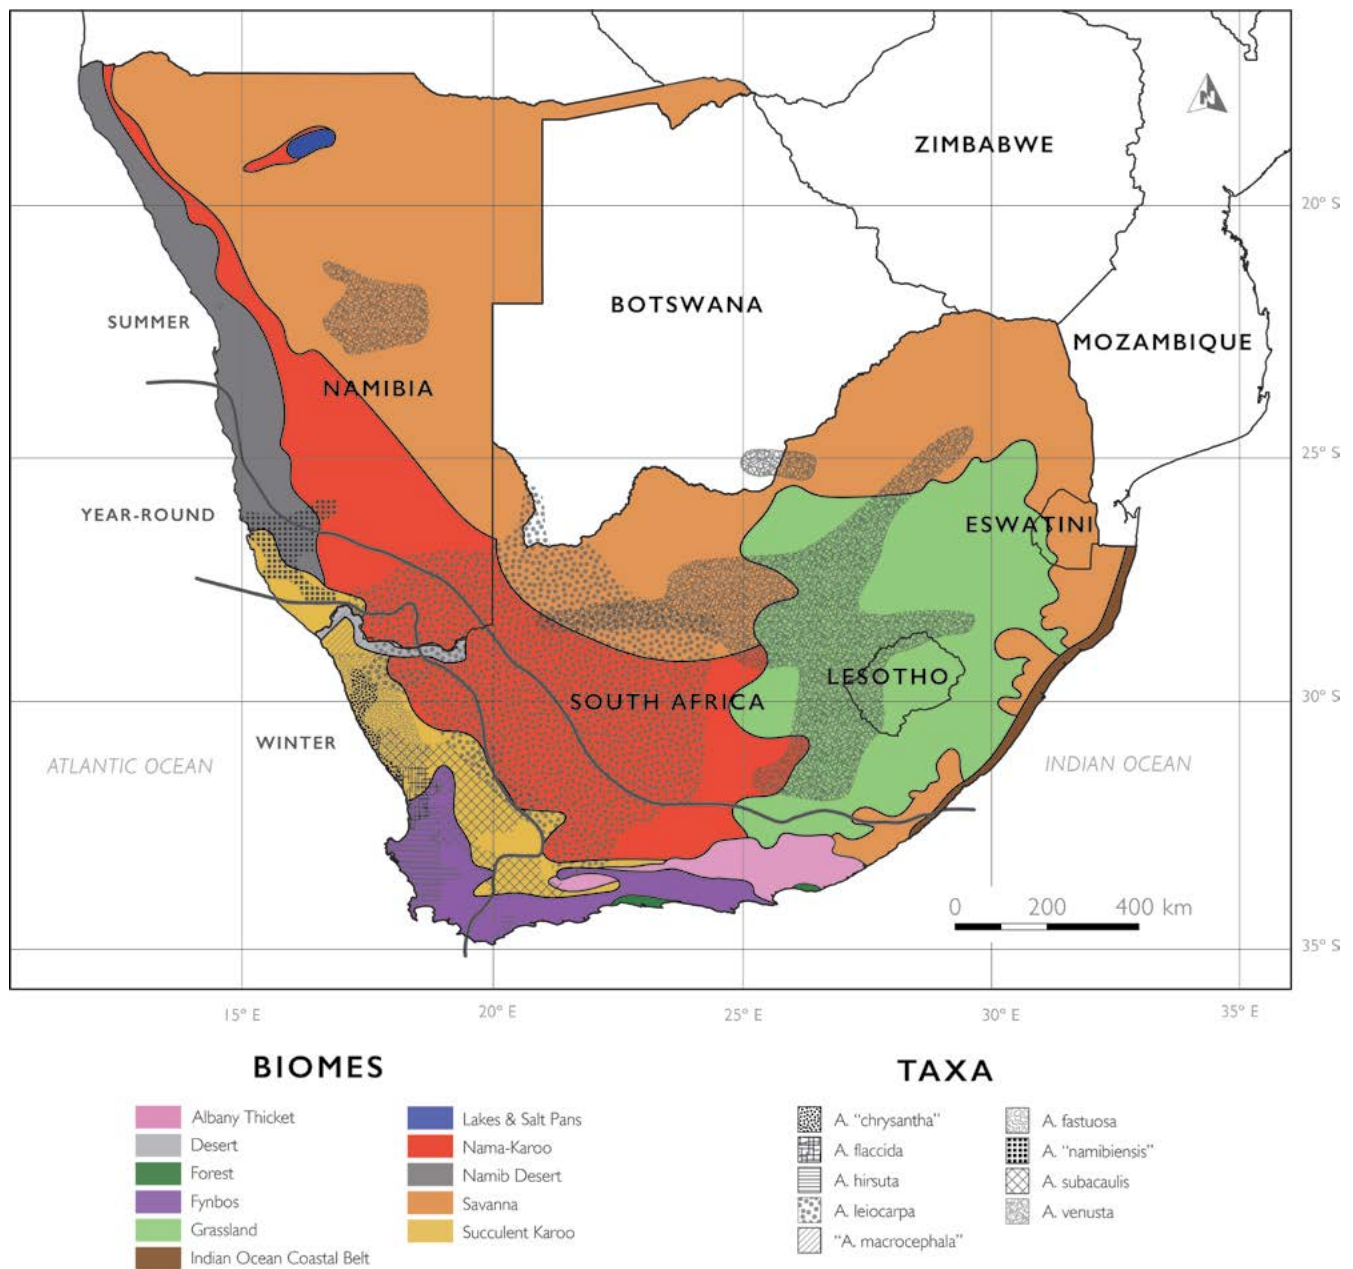 N
ZIMBABWE
20° S
BOTSWANA
SUMMER
MOZAMBIQUE
NAMIBIA
25° S
YEAR-ROUND
ESWATINI
LESOTHO
SOUTH AFRICA
30° S
WINTER
ATLANTIC OCEAN
INDIAN OCEAN
0 200 400 km
35° S
15° E 20° E 25° E 30° E 35° E
BIOMES
Albany Thicket
Desert
Forest
Fynbos
Grassland
Indian Ocean Coastal Belt
Lakes & Salt Pans
Nama-Karoo
Namib Desert
Savanna
Succulent Karoo
TAXA
A. "chrysantha"
A. flaccida
A. hirsuta
A. leiocarpa
"A. macrocephala"
A. fastuosa
A. "namibiensis"
A. subacaulis
A. venusta